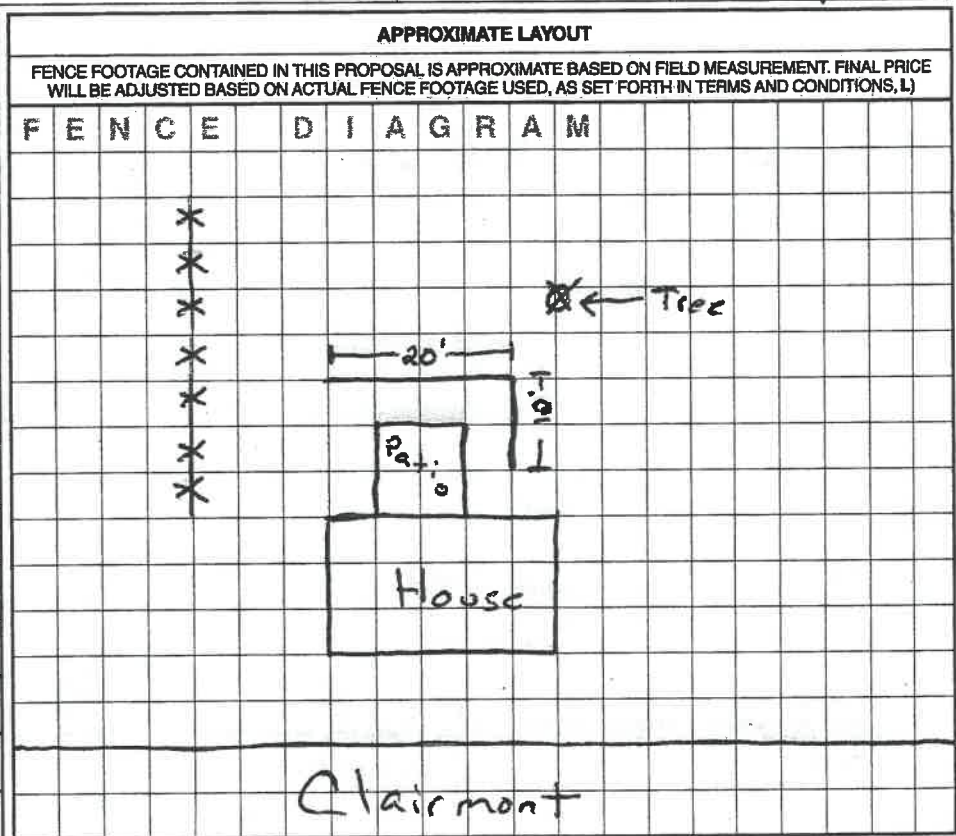 APPROXIMATE LAYOUT
FENCE FOOTAGE CONTAINED IN THIS PROPOSAL IS APPROXIMATE BASED ON FIELD MEASUREMENT. FINAL PRICE
WILL BE ADJUSTED BASED ON ACTUAL FENCE FOOTAGE USED, AS SET FORTH IN TERMS AND CONDITIONS, L)
FENCE DIAGRAM
Tree
20'
10'
Patio
House
Clairmont